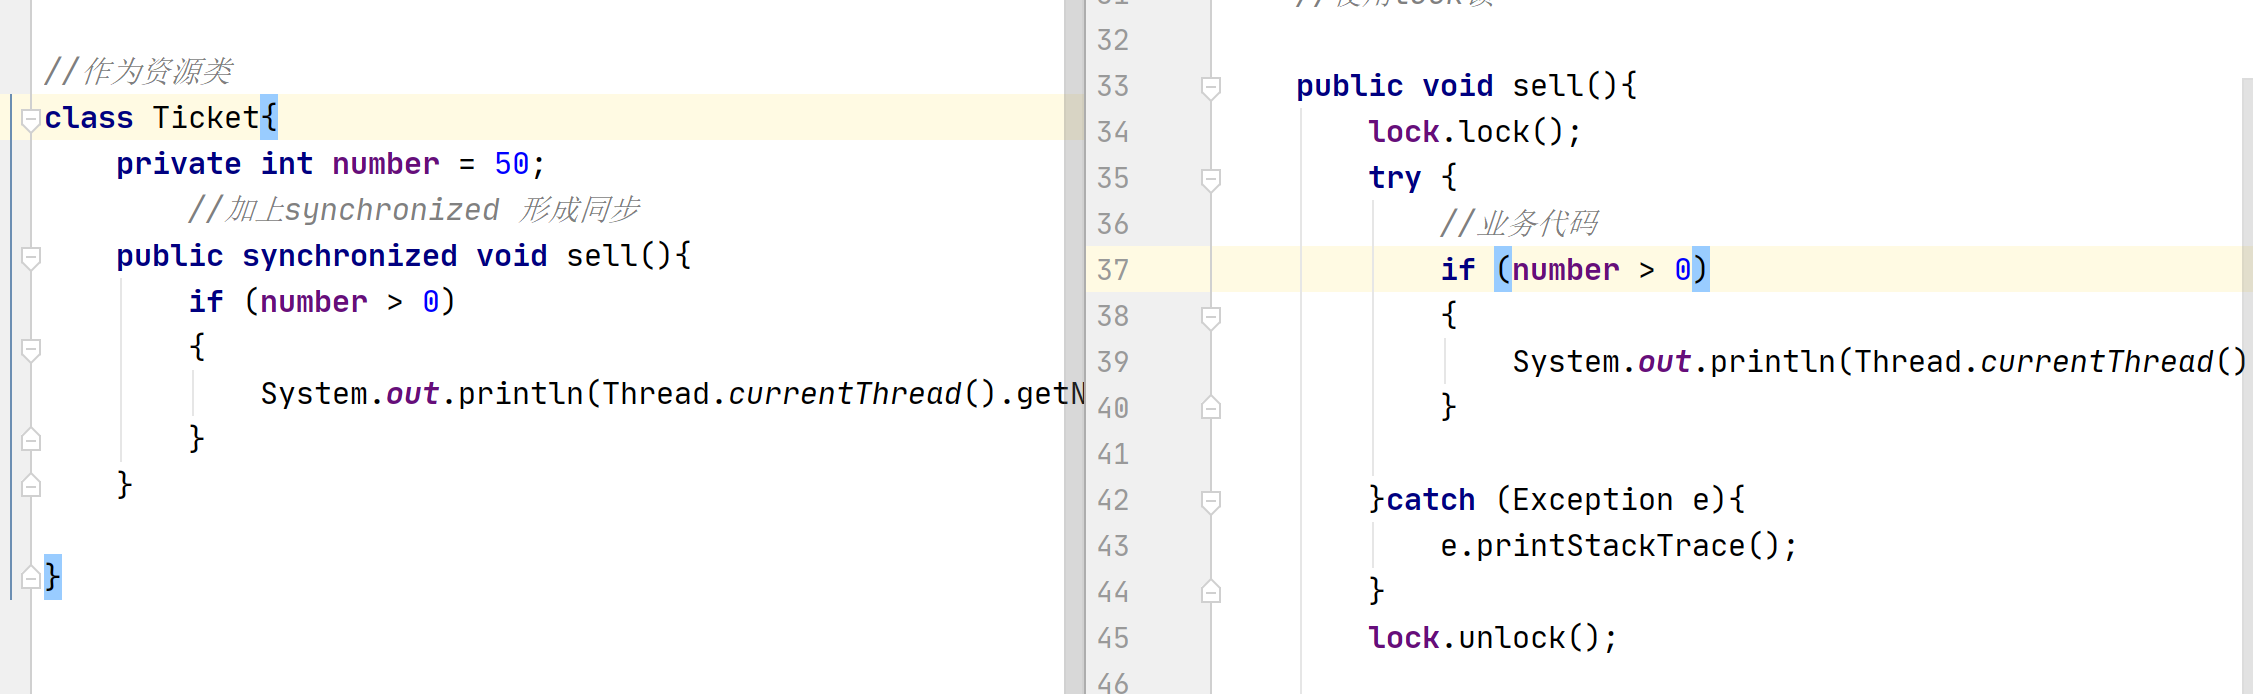 //作为资源类
class Ticket{
private int number = 50;
//加上synchronized 形成同步
public synchronized void sell(){
if (number > 0)
{
System.out.println(Thread.currentThread().getN
}
}
}
32
33 public void sell(){
34 lock.lock();
35 try {
36 //业务代码
37 if (number > 0)
38 {
39 System.out.println(Thread.currentThread()
40 }
41
42 }catch (Exception e){
43 e.printStackTrace();
44 }
45 lock.unlock();
46